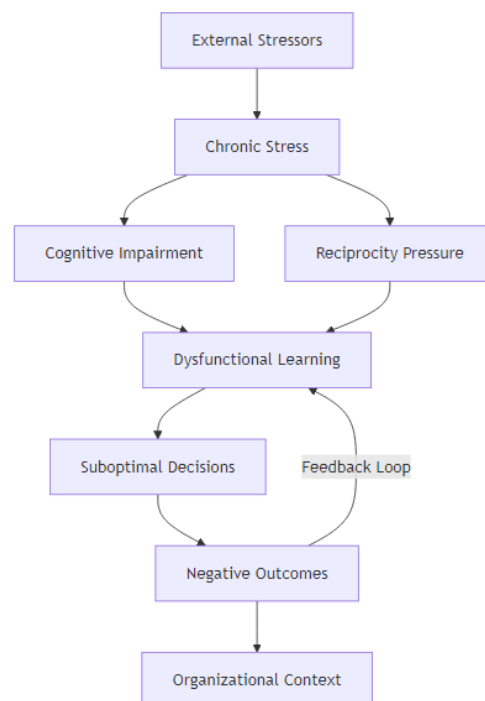 External Stressors
Chronic Stress
Cognitive Impairment
Reciprocity Pressure
Dysfunctional Learning
Suboptimal Decisions
Feedback Loop
Negative Outcomes
Organizational Context